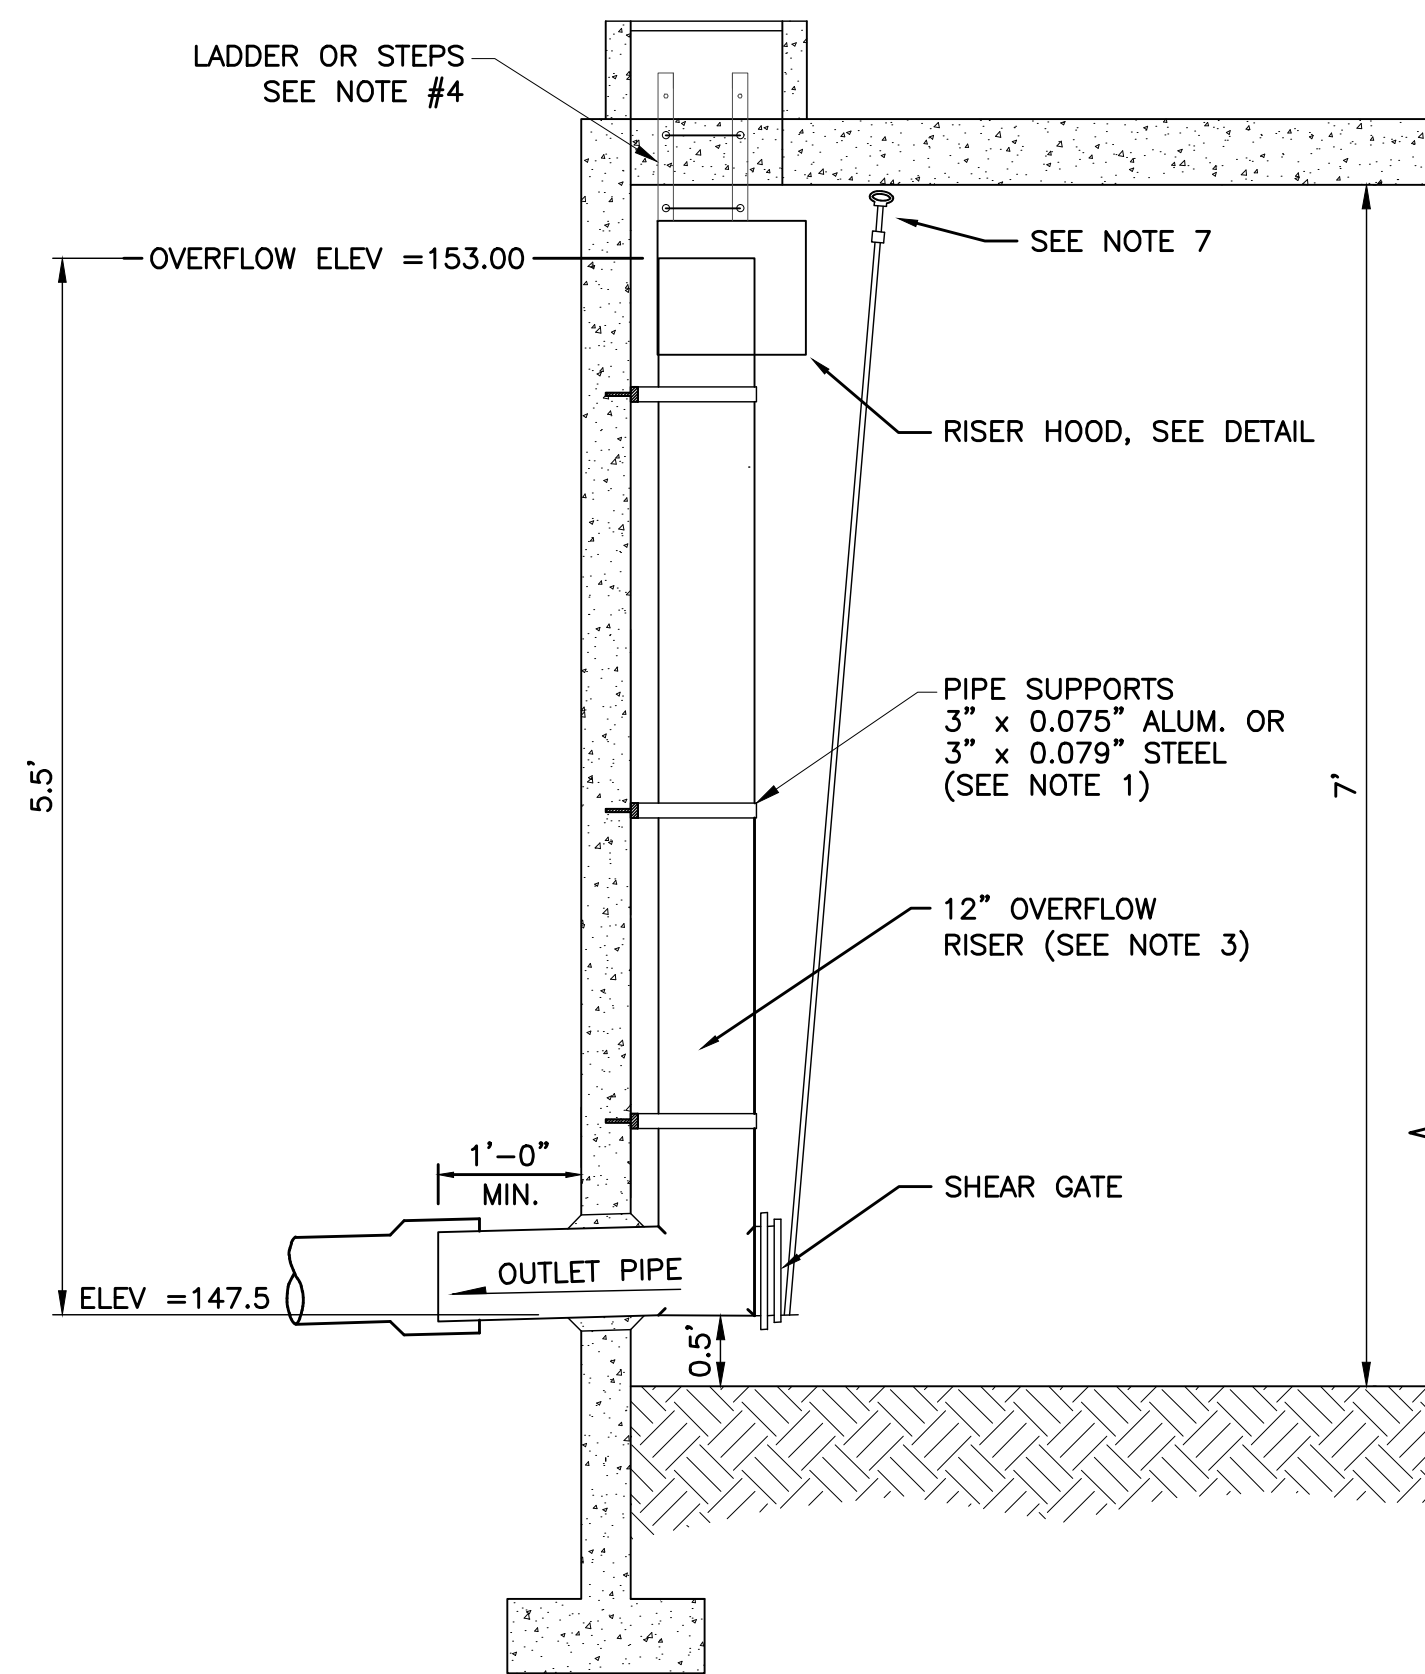 LADDER OR STEPS
SEE NOTE #4
SEE NOTE 7
OVERFLOW ELEV =153.00
RISER HOOD, SEE DETAIL
PIPE SUPPORTS
3” x 0.075” ALUM. OR
3” x 0.079” STEEL
(SEE NOTE 1)
5.5'
7'
12” OVERFLOW
RISER (SEE NOTE 3)
1'-0”
MIN.
SHEAR GATE
OUTLET PIPE
ELEV =147.5
0.5'